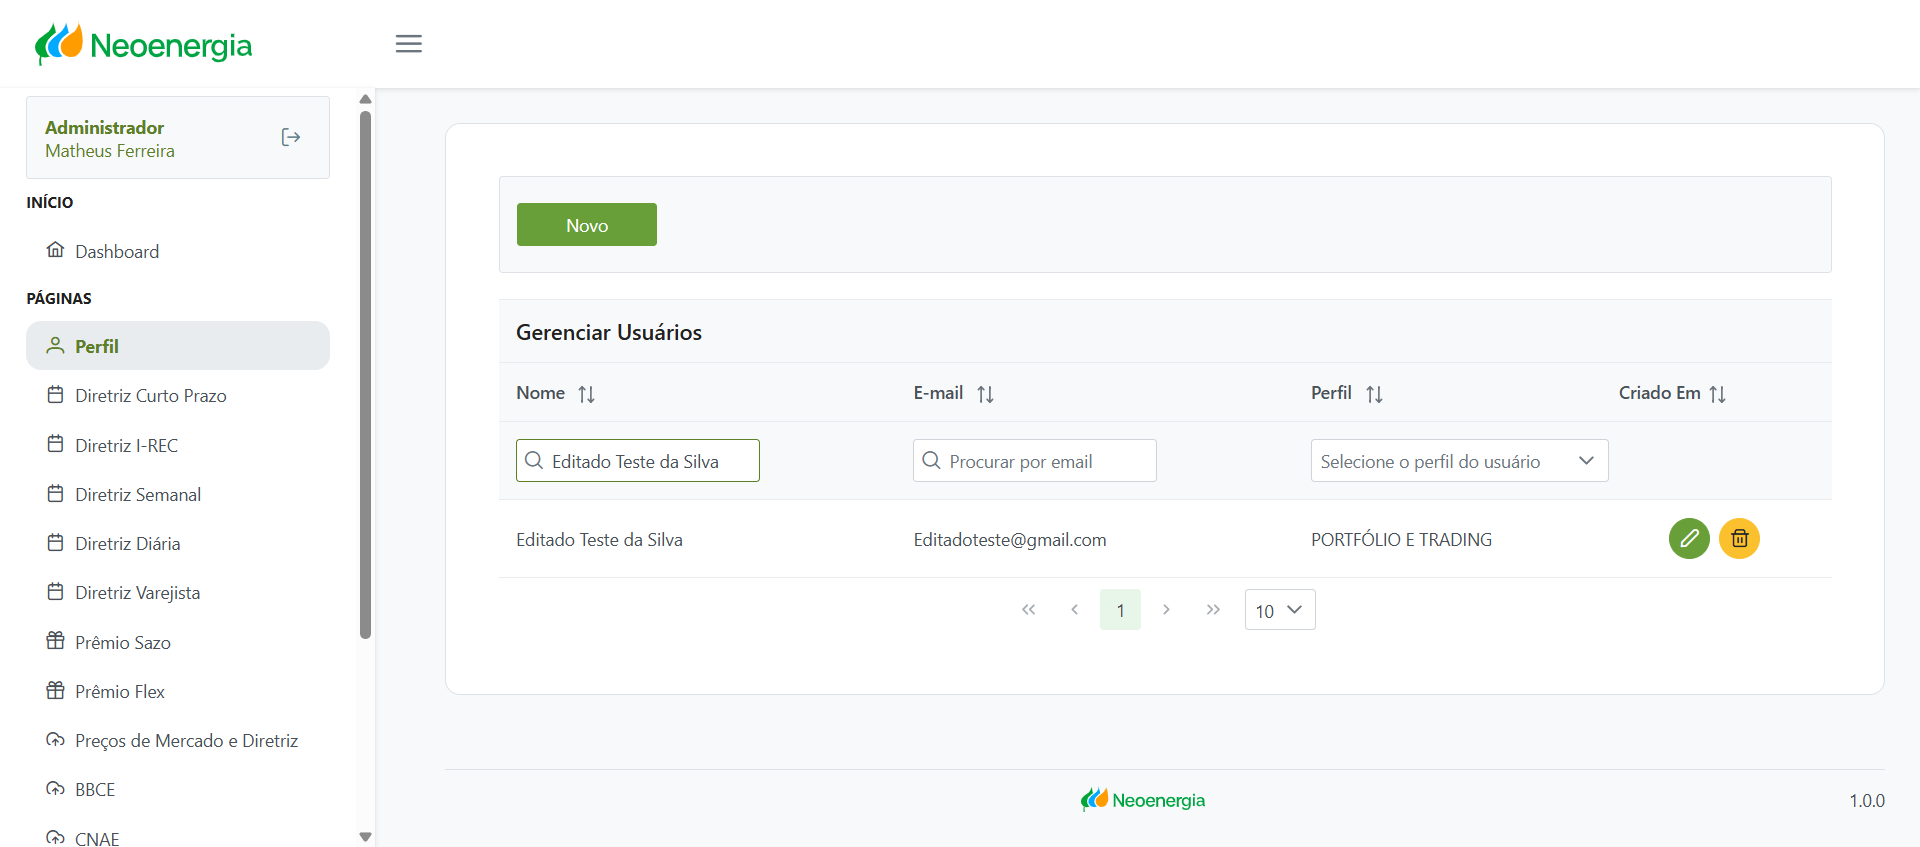 Neoenergia
Administrador
Matheus Ferreira
INÍCIO
Dashboard
PÁGINAS
Perfil
Diretriz Curto Prazo
Diretriz I-REC
Diretriz Semanal
Diretriz Diária
Diretriz Varejista
Prêmio Sazo
Prêmio Flex
Preços de Mercado e Diretriz
BBCE
CNAE
Novo
Gerenciar Usuários
Nome E-mail Perfil Criado Em
Editado Teste da Silva Procurar por email Selecione o perfil do usuário
Editado Teste da Silva Editadoteste@gmail.com PORTFÓLIO E TRADING
1 10
Neoenergia 1.0.0